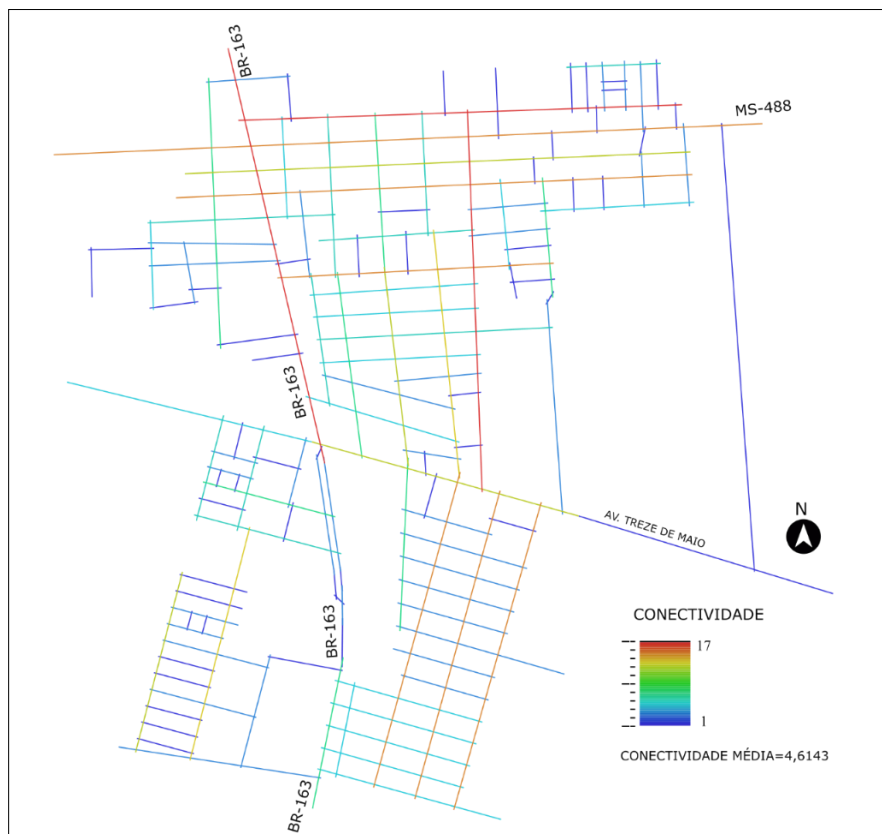 BR-163
MS-488
BR-163
AV. TREZE DE MAIO
N
CONECTIVIDADE
17
1
CONECTIVIDADE MÉDIA=4,6143
BR-163
BR-163